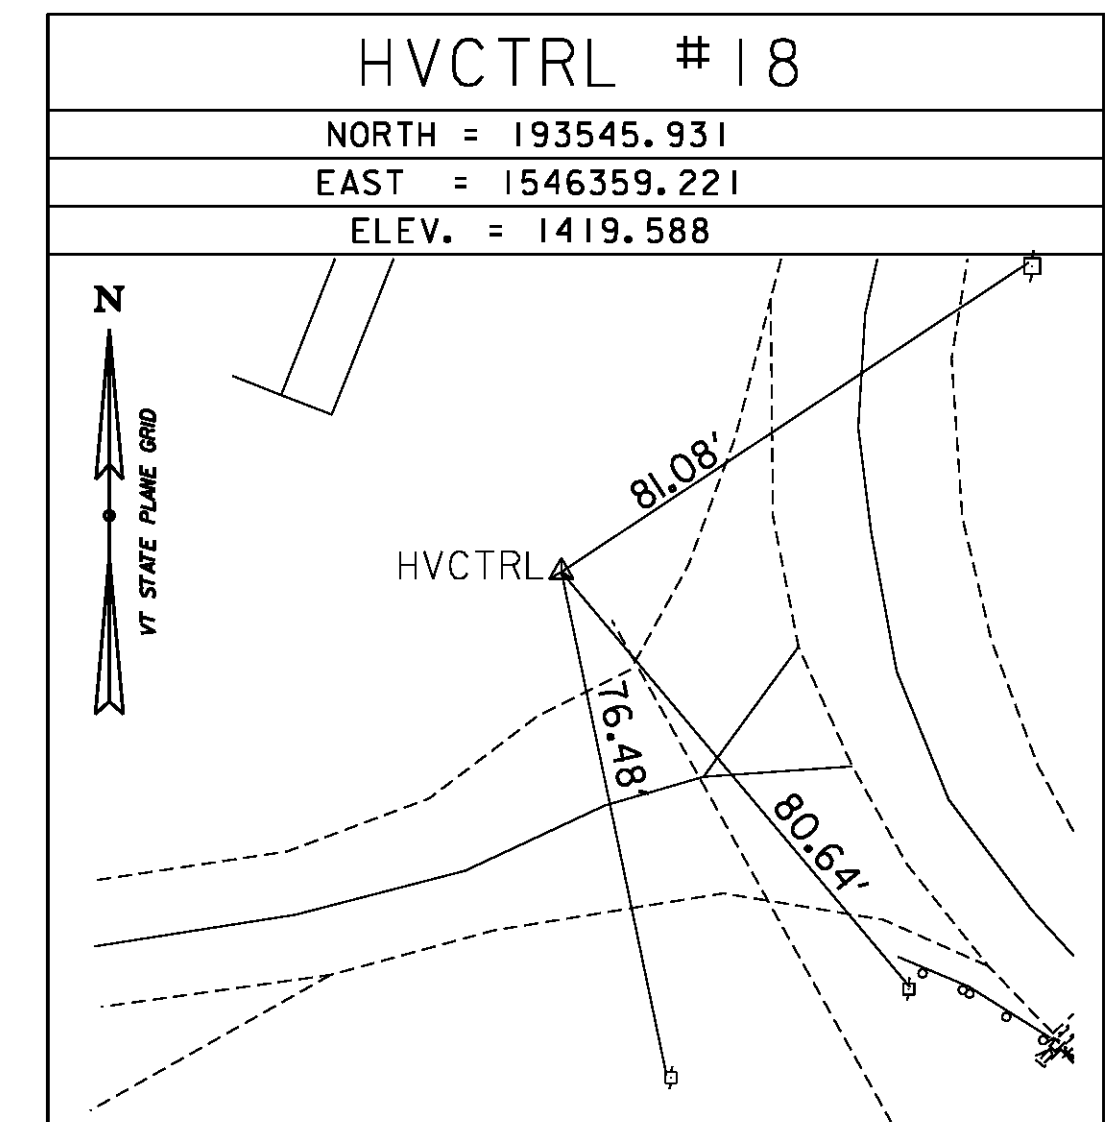 HVCTRL #18
NORTH = 193545.931
EAST = 1546359.221
ELEV. = 1419.588
N
VT STATE PLANE GRID
81.08'
HVCTRL
76.48'
80.64'